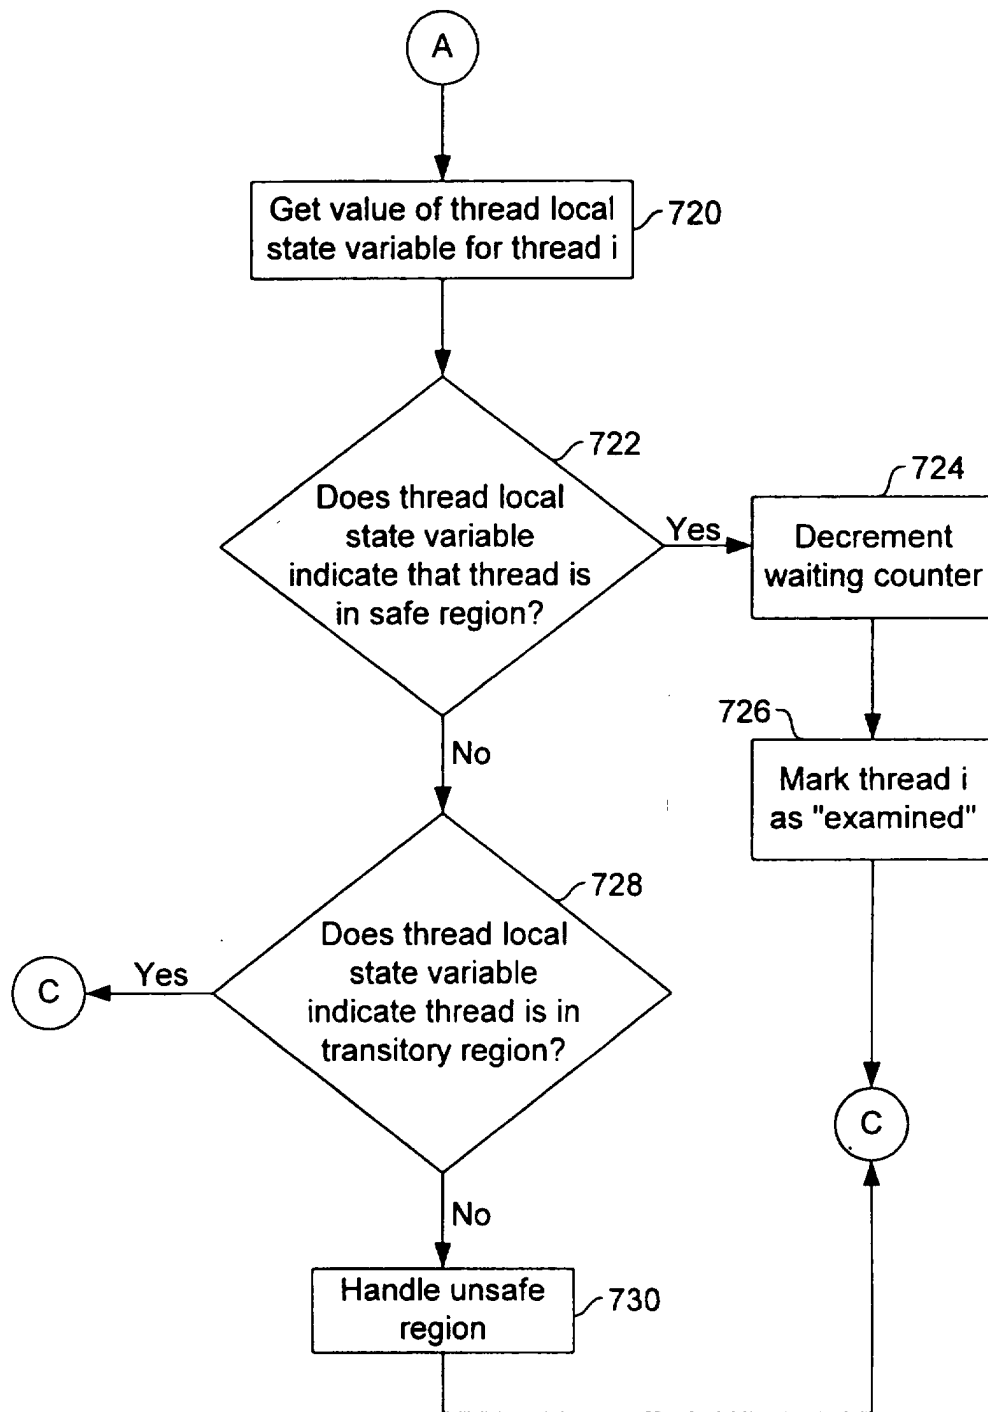 A
Get value of thread local
state variable for thread i
720
722
Does thread local
state variable
indicate that thread is
in safe region?
Yes
724
Decrement
waiting counter
No
726
Mark thread i
as "examined"
728
Does thread local
state variable
indicate thread is in
transitory region?
Yes
C
C
No
Handle unsafe
region
730